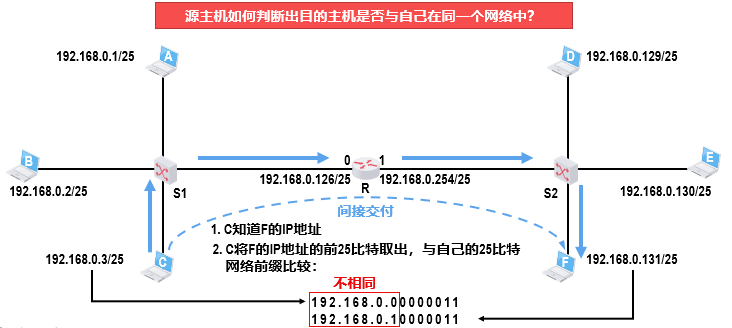 源主机如何判断出目的主机是否与自己在同一个网络中?
A
D
192.168.0.1/25
192.168.0.129/25
B
E
0
1
192.168.0.2/25
S1
192.168.0.126/25
R
192.168.0.254/25
S2
192.168.0.130/25
间接交付
1. C知道F的IP地址
2. C将F的IP地址的前25比特取出，与自己的25比特
网络前缀比较：
192.168.0.3/25
C
F
192.168.0.131/25
不相同
192.168.0.00000011
192.168.0.10000011